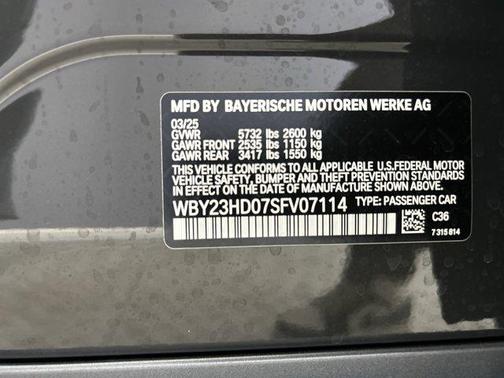 MFD BY BAYERISCHE MOTOREN WERKE AG
03/25
GVWR 5732 lbs 2600 kg
GAWR FRONT 2535 lbs 1150 kg
GAWR REAR 3417 lbs 1550 kg
THIS VEHICLE CONFORMS TO ALL APPLICABLE U.S.FEDERAL MOTOR
VEHICLE SAFETY, BUMPER, AND THEFT PREVENTION STANDARDS
IN EFFECT ON THE DATE OF MANUFACTURE SHOWN ABOVE.
WBY23HD07SFV07114 TYPE: PASSENGER CAR
C36
7 315 814